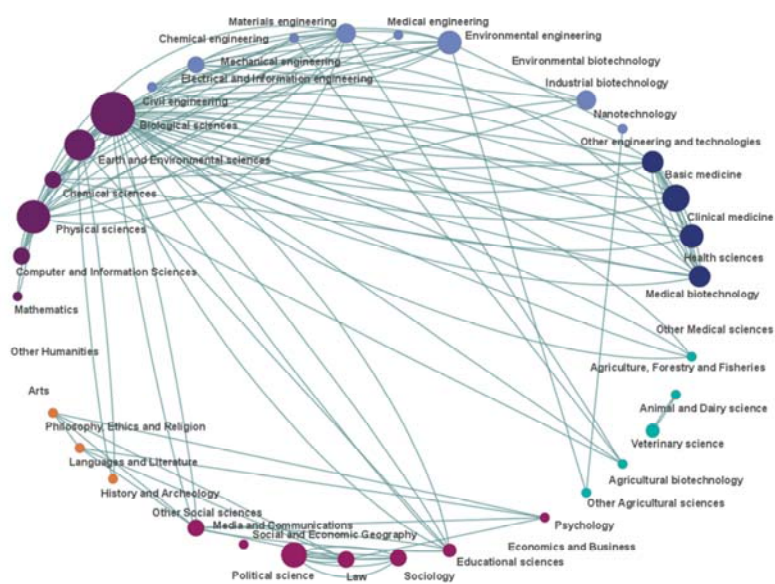 Materials engineering
Medical engineering
Chemical engineering
Environmental engineering
Mechanical engineering
Environmental biotechnology
Electrical and Information engineering
Industrial biotechnology
Civil engineering
Nanotechnology
Biological sciences
Other engineering and technologies
Earth and Environmental sciences
Basic medicine
Chemical sciences
Clinical medicine
Physical sciences
Health sciences
Computer and Information Sciences
Medical biotechnology
Mathematics
Other Medical sciences
Other Humanities
Agriculture, Forestry and Fisheries
Arts
Animal and Dairy science
Philosophy, Ethics and Religion
Veterinary science
Languages and Literature
Agricultural biotechnology
History and Archeology
Other Agricultural sciences
Other Social sciences
Media and Communications
Psychology
Social and Economic Geography
Economics and Business
Educational sciences
Political science
Law
Sociology